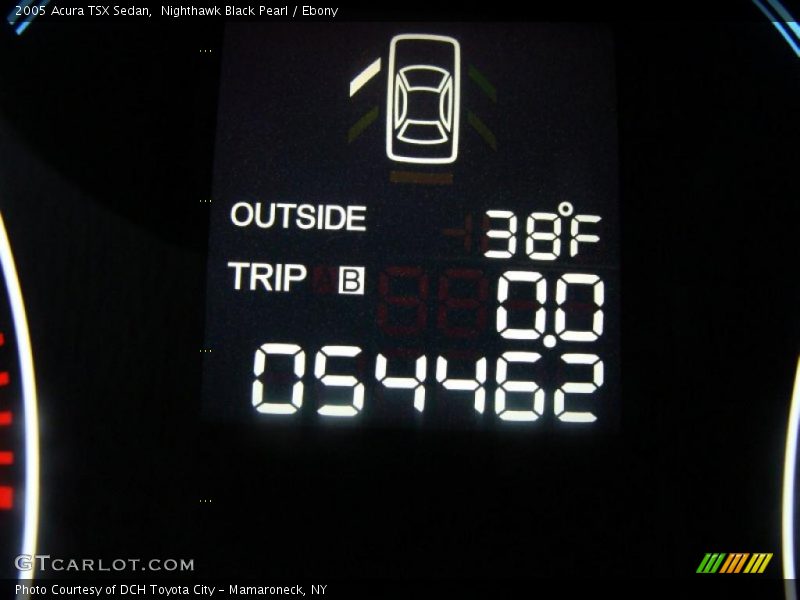 2005 Acura TSX Sedan,  Nighthawk Black Pearl / Ebony
OUTSIDE 38°F
TRIP B 0.0
054462
GTCARLOT.COM
Photo Courtesy of DCH Toyota City - Mamaroneck, NY